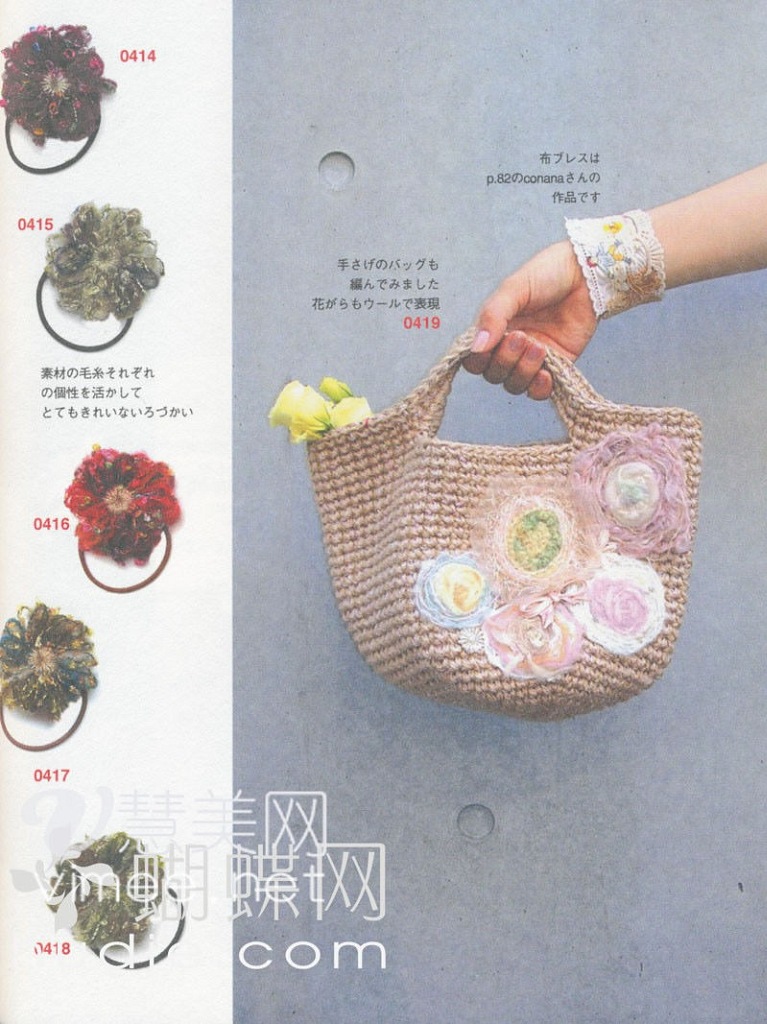 0414
0415
素材の毛糸それぞれ
の個性を活かして
とてもきれいないろづかい
0416
0417
0418
布ブレスは
p.82のconanaさんの
作品です
手さげのバッグも
編んでみました
花がらもウールで表現
0419
慧美网
vimee.net
蝴蝶网
.com